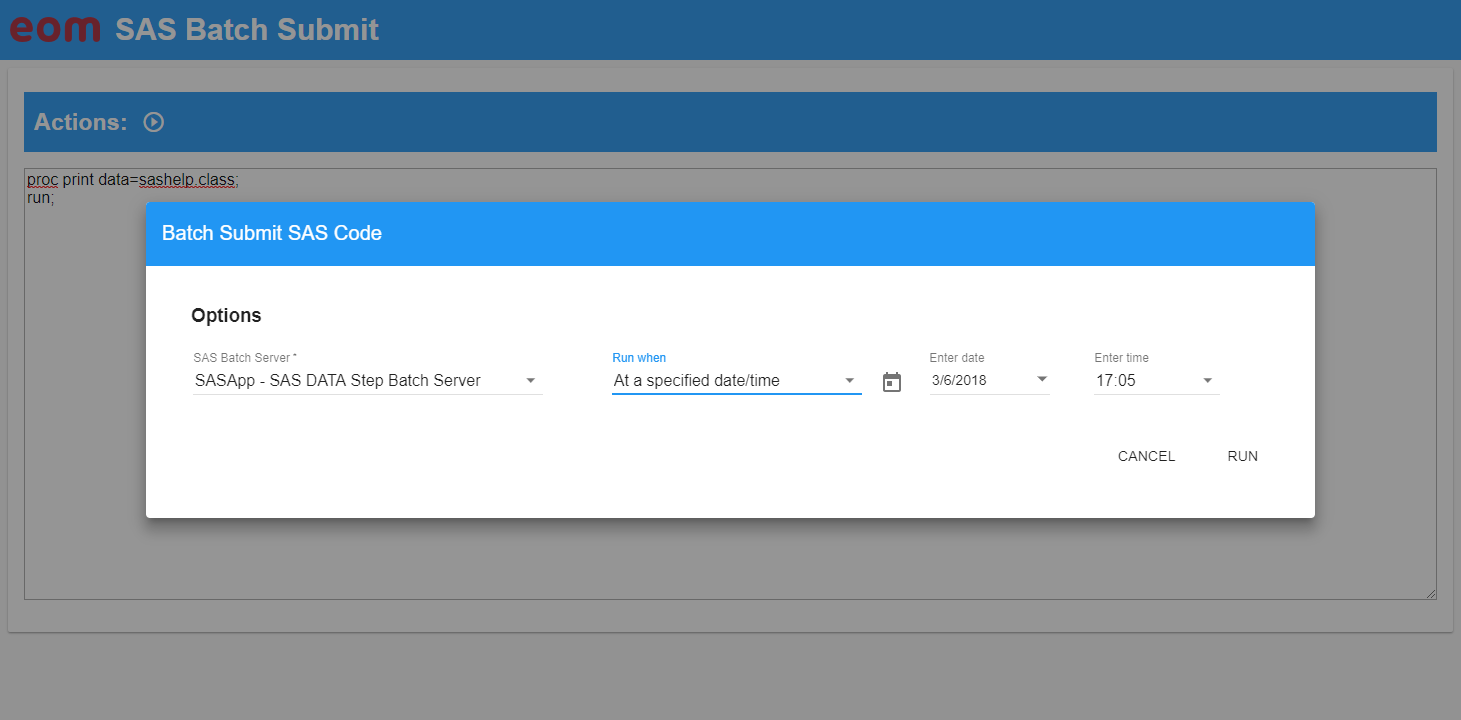 eom SAS Batch Submit
Actions:
proc print data=sashelp.class;
run;
Batch Submit SAS Code
Options
SAS Batch Server * Run when Enter date Enter time
SASApp - SAS DATA Step Batch Server At a specified date/time 3/6/2018 17:05
CANCEL RUN